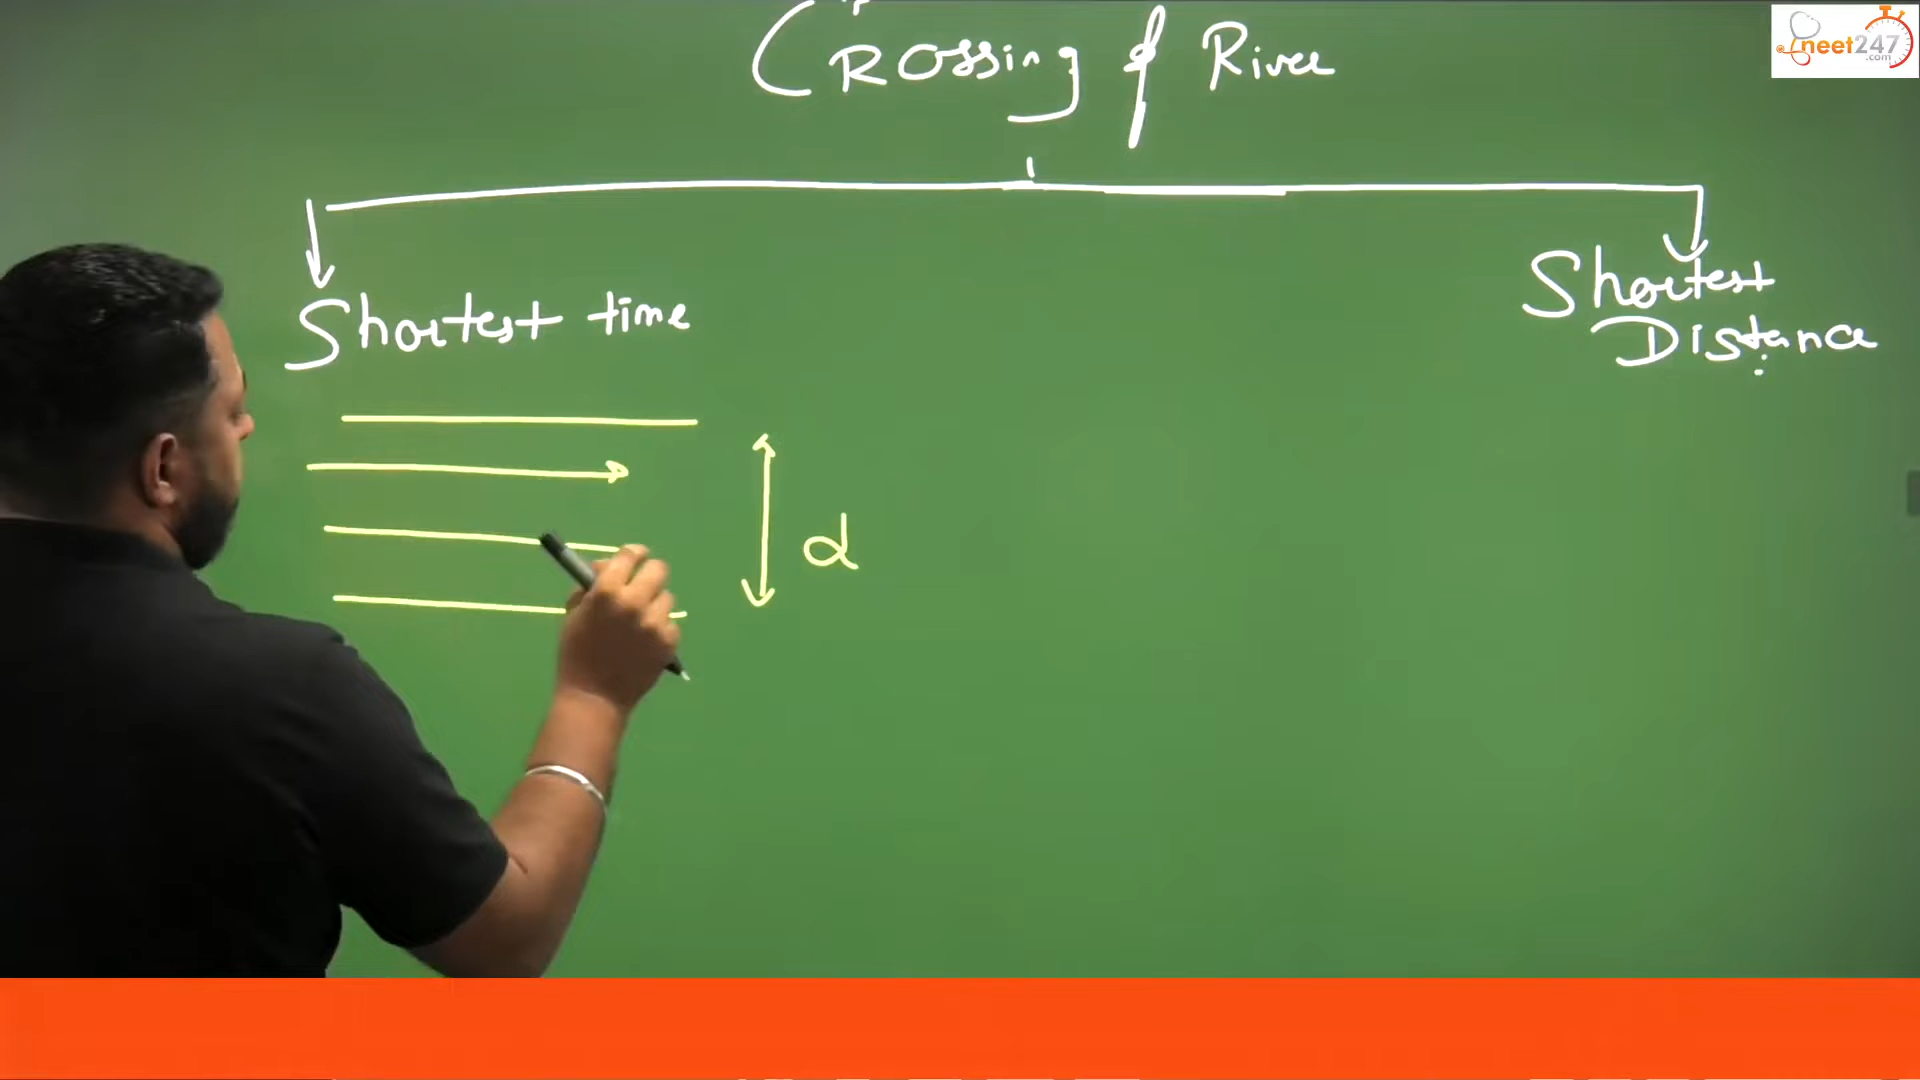 Crossing of River
Shortest time
Shortest
Distance
d
neet247
.com